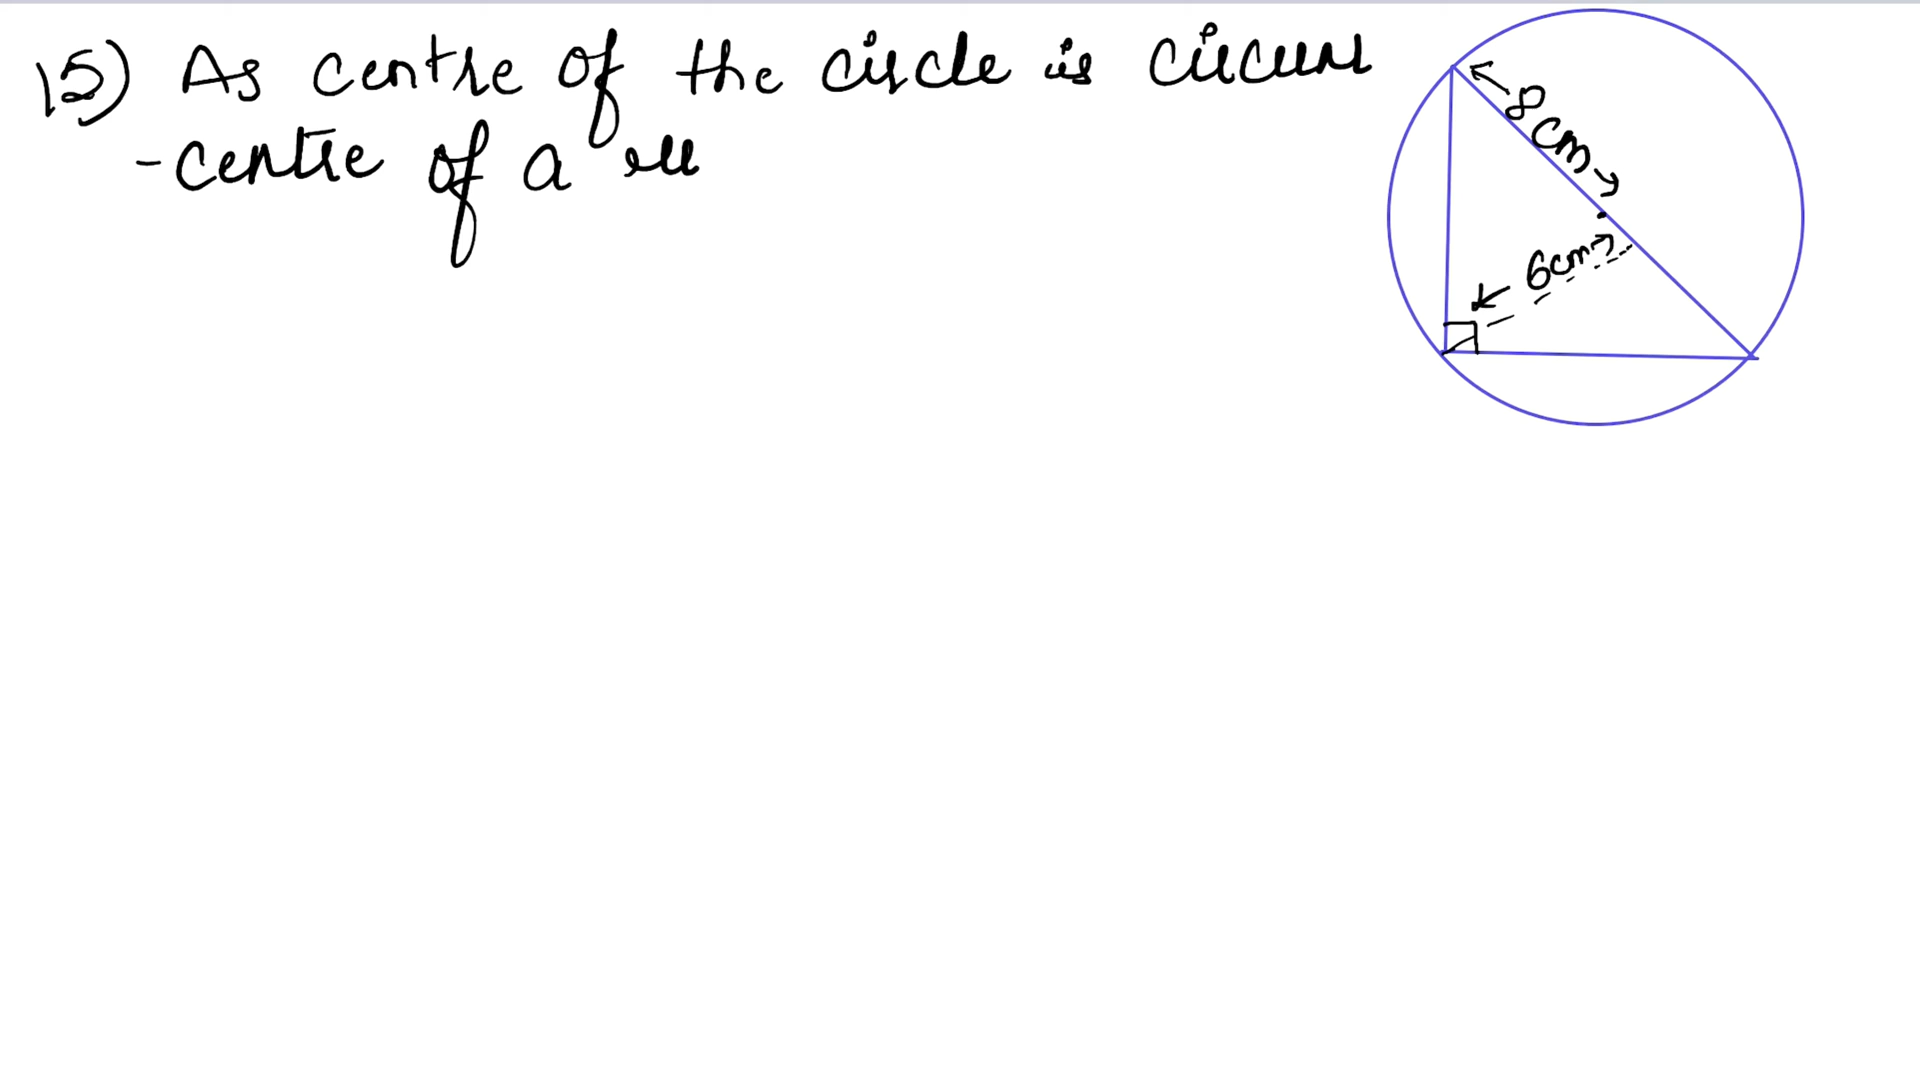 15) As centre of the circle is circum
-centre of a
8cm
6cm